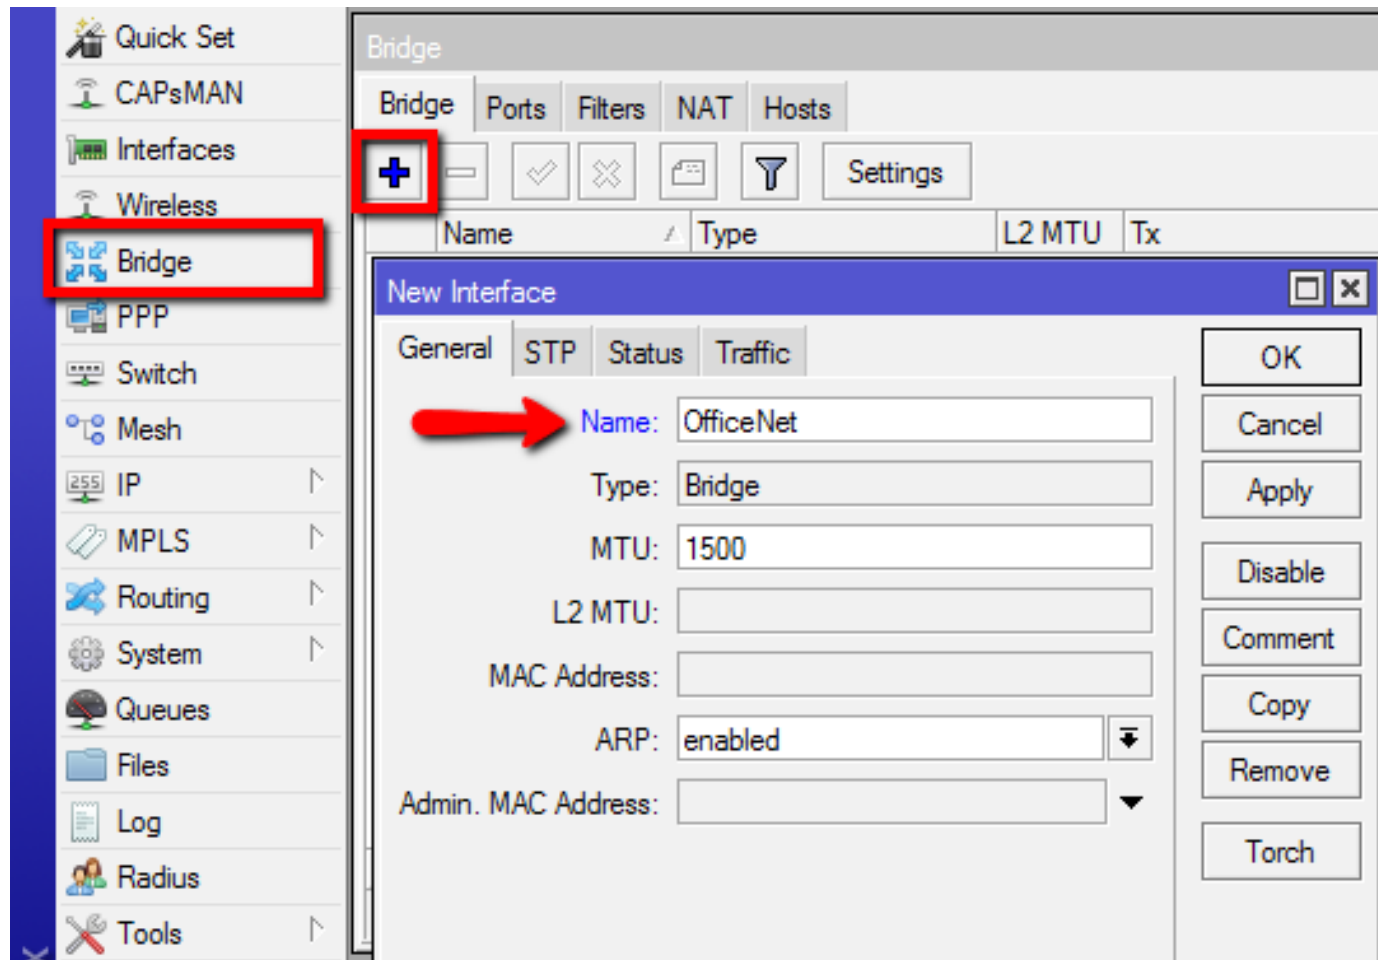 Quick Set
CAPsMAN
Interfaces
Wireless
Bridge
PPP
Switch
Mesh
255 IP
MPLS
Routing
System
Queues
Files
Log
Radius
Tools
Bridge
Bridge Ports Filters NAT Hosts
Settings
Name Type L2 MTU Tx
New Interface
General STP Status Traffic
Name: OfficeNet
Type: Bridge
MTU: 1500
L2 MTU:
MAC Address:
ARP: enabled
Admin. MAC Address:
OK
Cancel
Apply
Disable
Comment
Copy
Remove
Torch